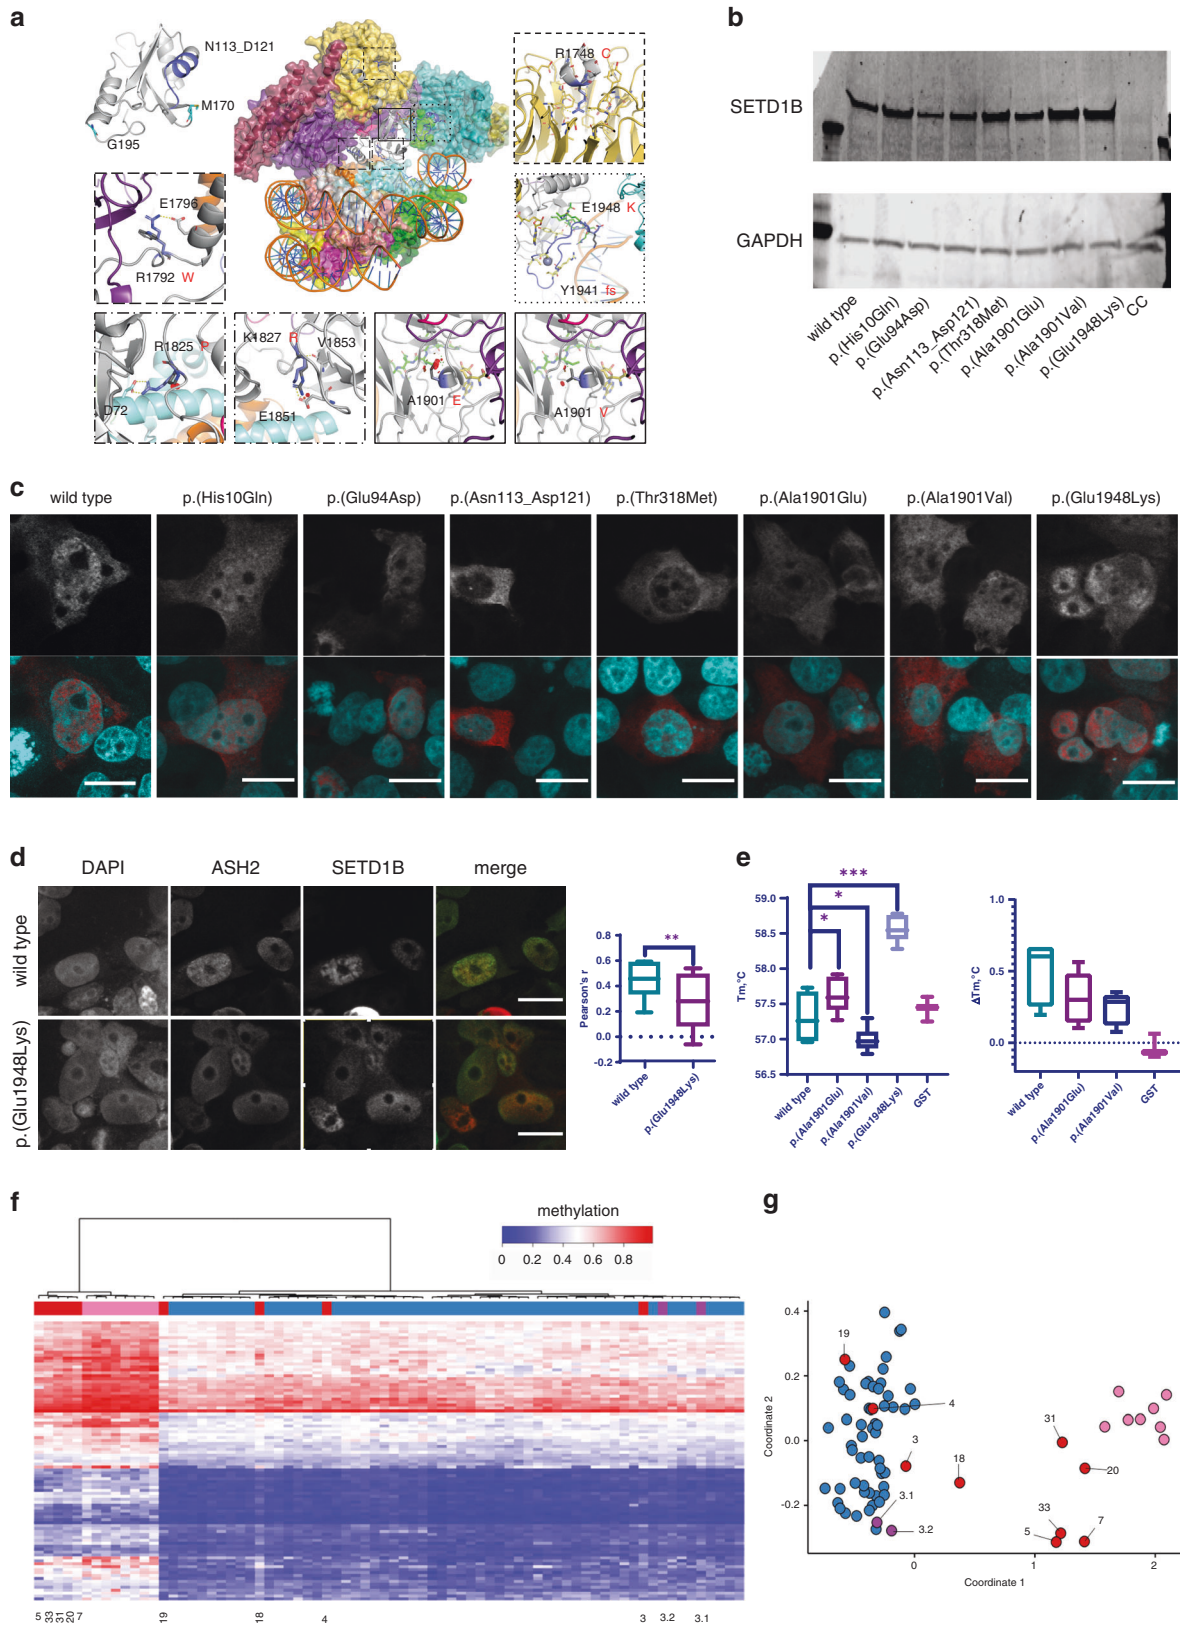 a
N113_D121
M170
G195
R1748 C
E1796
R1792 W
E1948 K
Y1941 fs
R1825 P
D72
K1827 R
V1853
E1851
A1901 E
A1901 V
b
SETD1B
GAPDH
wild type
p.(His10Gln)
p.(Glu94Asp)
p.(Asn113_Asp121)
p.(Thr318Met)
p.(Ala1901Glu)
p.(Ala1901Val)
p.(Glu1948Lys)
CC
c
wild type
p.(His10Gln)
p.(Glu94Asp)
p.(Asn113_Asp121)
p.(Thr318Met)
p.(Ala1901Glu)
p.(Ala1901Val)
p.(Glu1948Lys)
d
DAPI
ASH2
SETD1B
merge
wild type
p.(Glu1948Lys)
Pearson's r
0.8
0.6
0.4
0.2
0.0
-0.2
**
wild type
p.(Glu1948Lys)
e
Tm,°C
59.0
58.5
58.0
57.5
57.0
56.5
***
*
*
wild type
p.(Ala1901Glu)
p.(Ala1901Val)
p.(Glu1948Lys)
GST
ΔTm,°C
1.0
0.5
0.0
wild type
p.(Ala1901Glu)
p.(Ala1901Val)
GST
f
methylation
0 0.2 0.4 0.6 0.8
5 33 31 20 7 19 18 4 3 3.2 3.1
g
Coordinate 2
0.4
0.2
0.0
-0.2
19
4
3
18
31
20
3.1
3.2
33
5
7
0 1 2
Coordinate 1